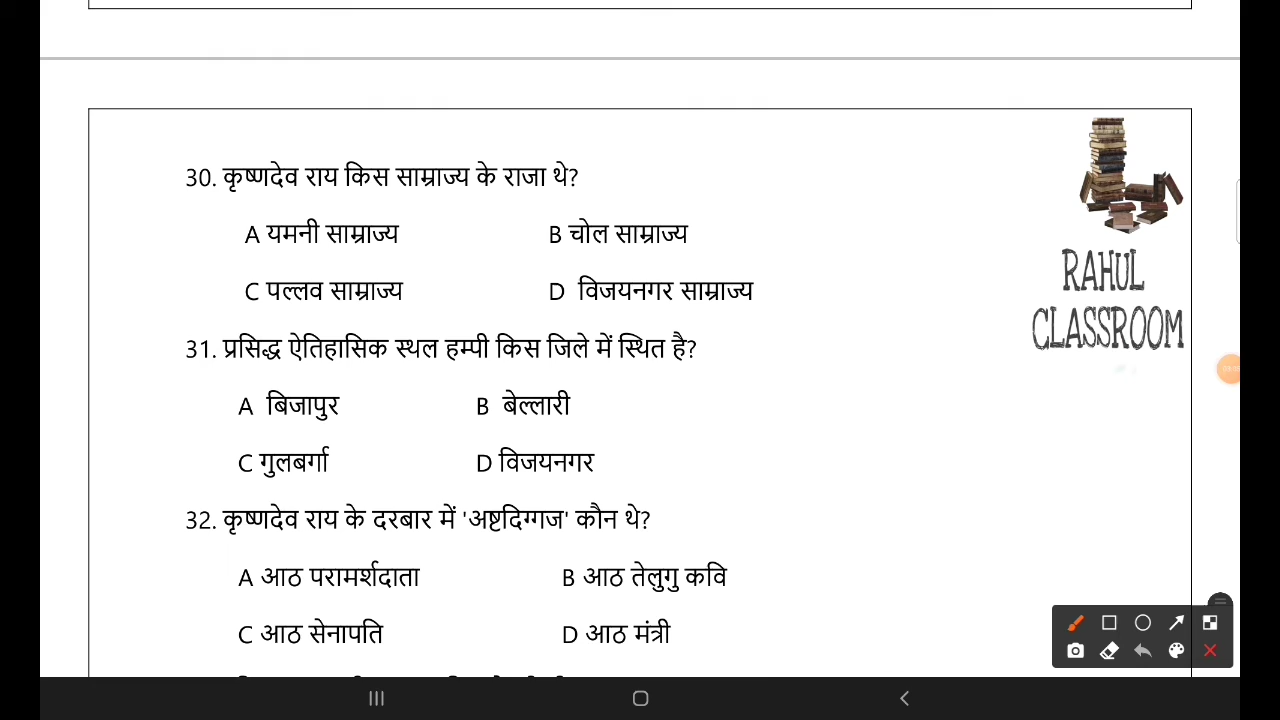 30. कृष्णदेव राय किस साम्राज्य के राजा थे?
A यमनी साम्राज्य B चोल साम्राज्य
C पल्लव साम्राज्य D विजयनगर साम्राज्य
RAHUL
CLASSROOM
31. प्रसिद्ध ऐतिहासिक स्थल हम्पी किस जिले में स्थित है?
A बिजापुर B बेल्लारी
C गुलबर्गा D विजयनगर
32. कृष्णदेव राय के दरबार में 'अष्टदिग्गज' कौन थे?
A आठ परामर्शदाता B आठ तेलुगु कवि
C आठ सेनापति D आठ मंत्री